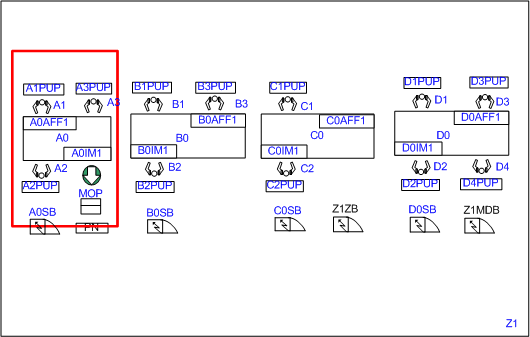 A1PUP A3PUP B1PUP B3PUP C1PUP D1PUP D3PUP
A1 A3 B1 B3 C1 D1 D3
A0AFF1 B0AFF1 C0AFF1 D0AFF1
A0 B0 C0 D0
A0IM1 B0IM1 C0IM1 D0IM1
A2 B2 C2 D2 D4
A2PUP B2PUP C2PUP D2PUP D4PUP
MOP
A0SB B0SB C0SB Z1ZB D0SB Z1MDB
PN
Z1